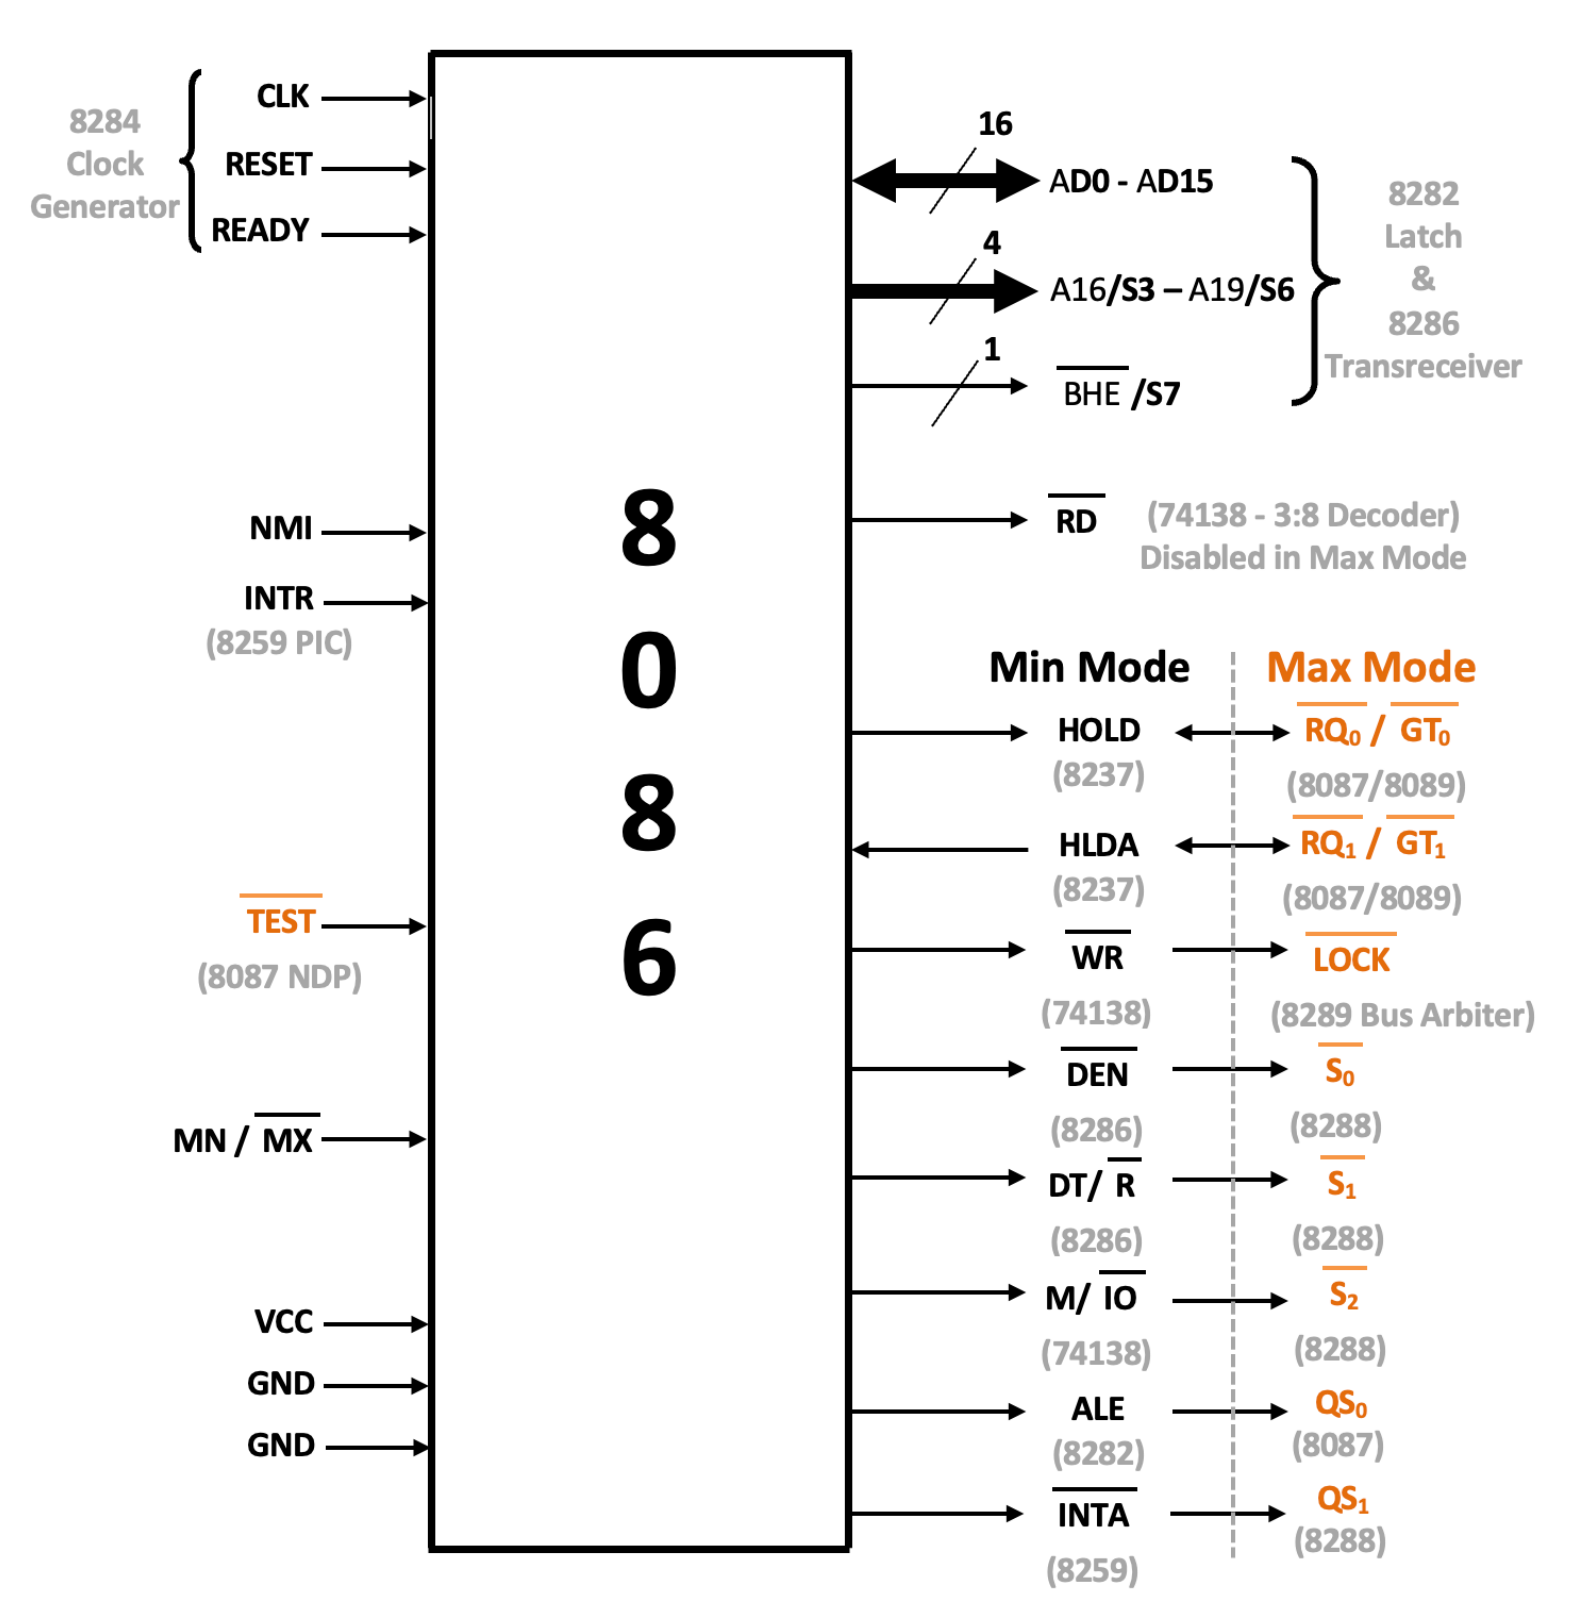 8284
Clock
Generator
CLK
RESET
READY
NMI
INTR
(8259 PIC)
TEST
(8087 NDP)
MN / MX
VCC
GND
GND
8
0
8
6
16
AD0 - AD15
4
A16/S3 – A19/S6
1
BHE /S7
8282
Latch
&
8286
Transreceiver
RD
(74138 - 3:8 Decoder)
Disabled in Max Mode
Min Mode
Max Mode
HOLD
RQ₀ / GT₀
(8237)
(8087/8089)
HLDA
RQ₁ / GT₁
(8237)
(8087/8089)
WR
LOCK
(74138)
(8289 Bus Arbiter)
DEN
S₀
(8286)
(8288)
DT/ R
S₁
(8286)
(8288)
M/ IO
S₂
(74138)
(8288)
ALE
QS₀
(8282)
(8087)
INTA
QS₁
(8259)
(8288)